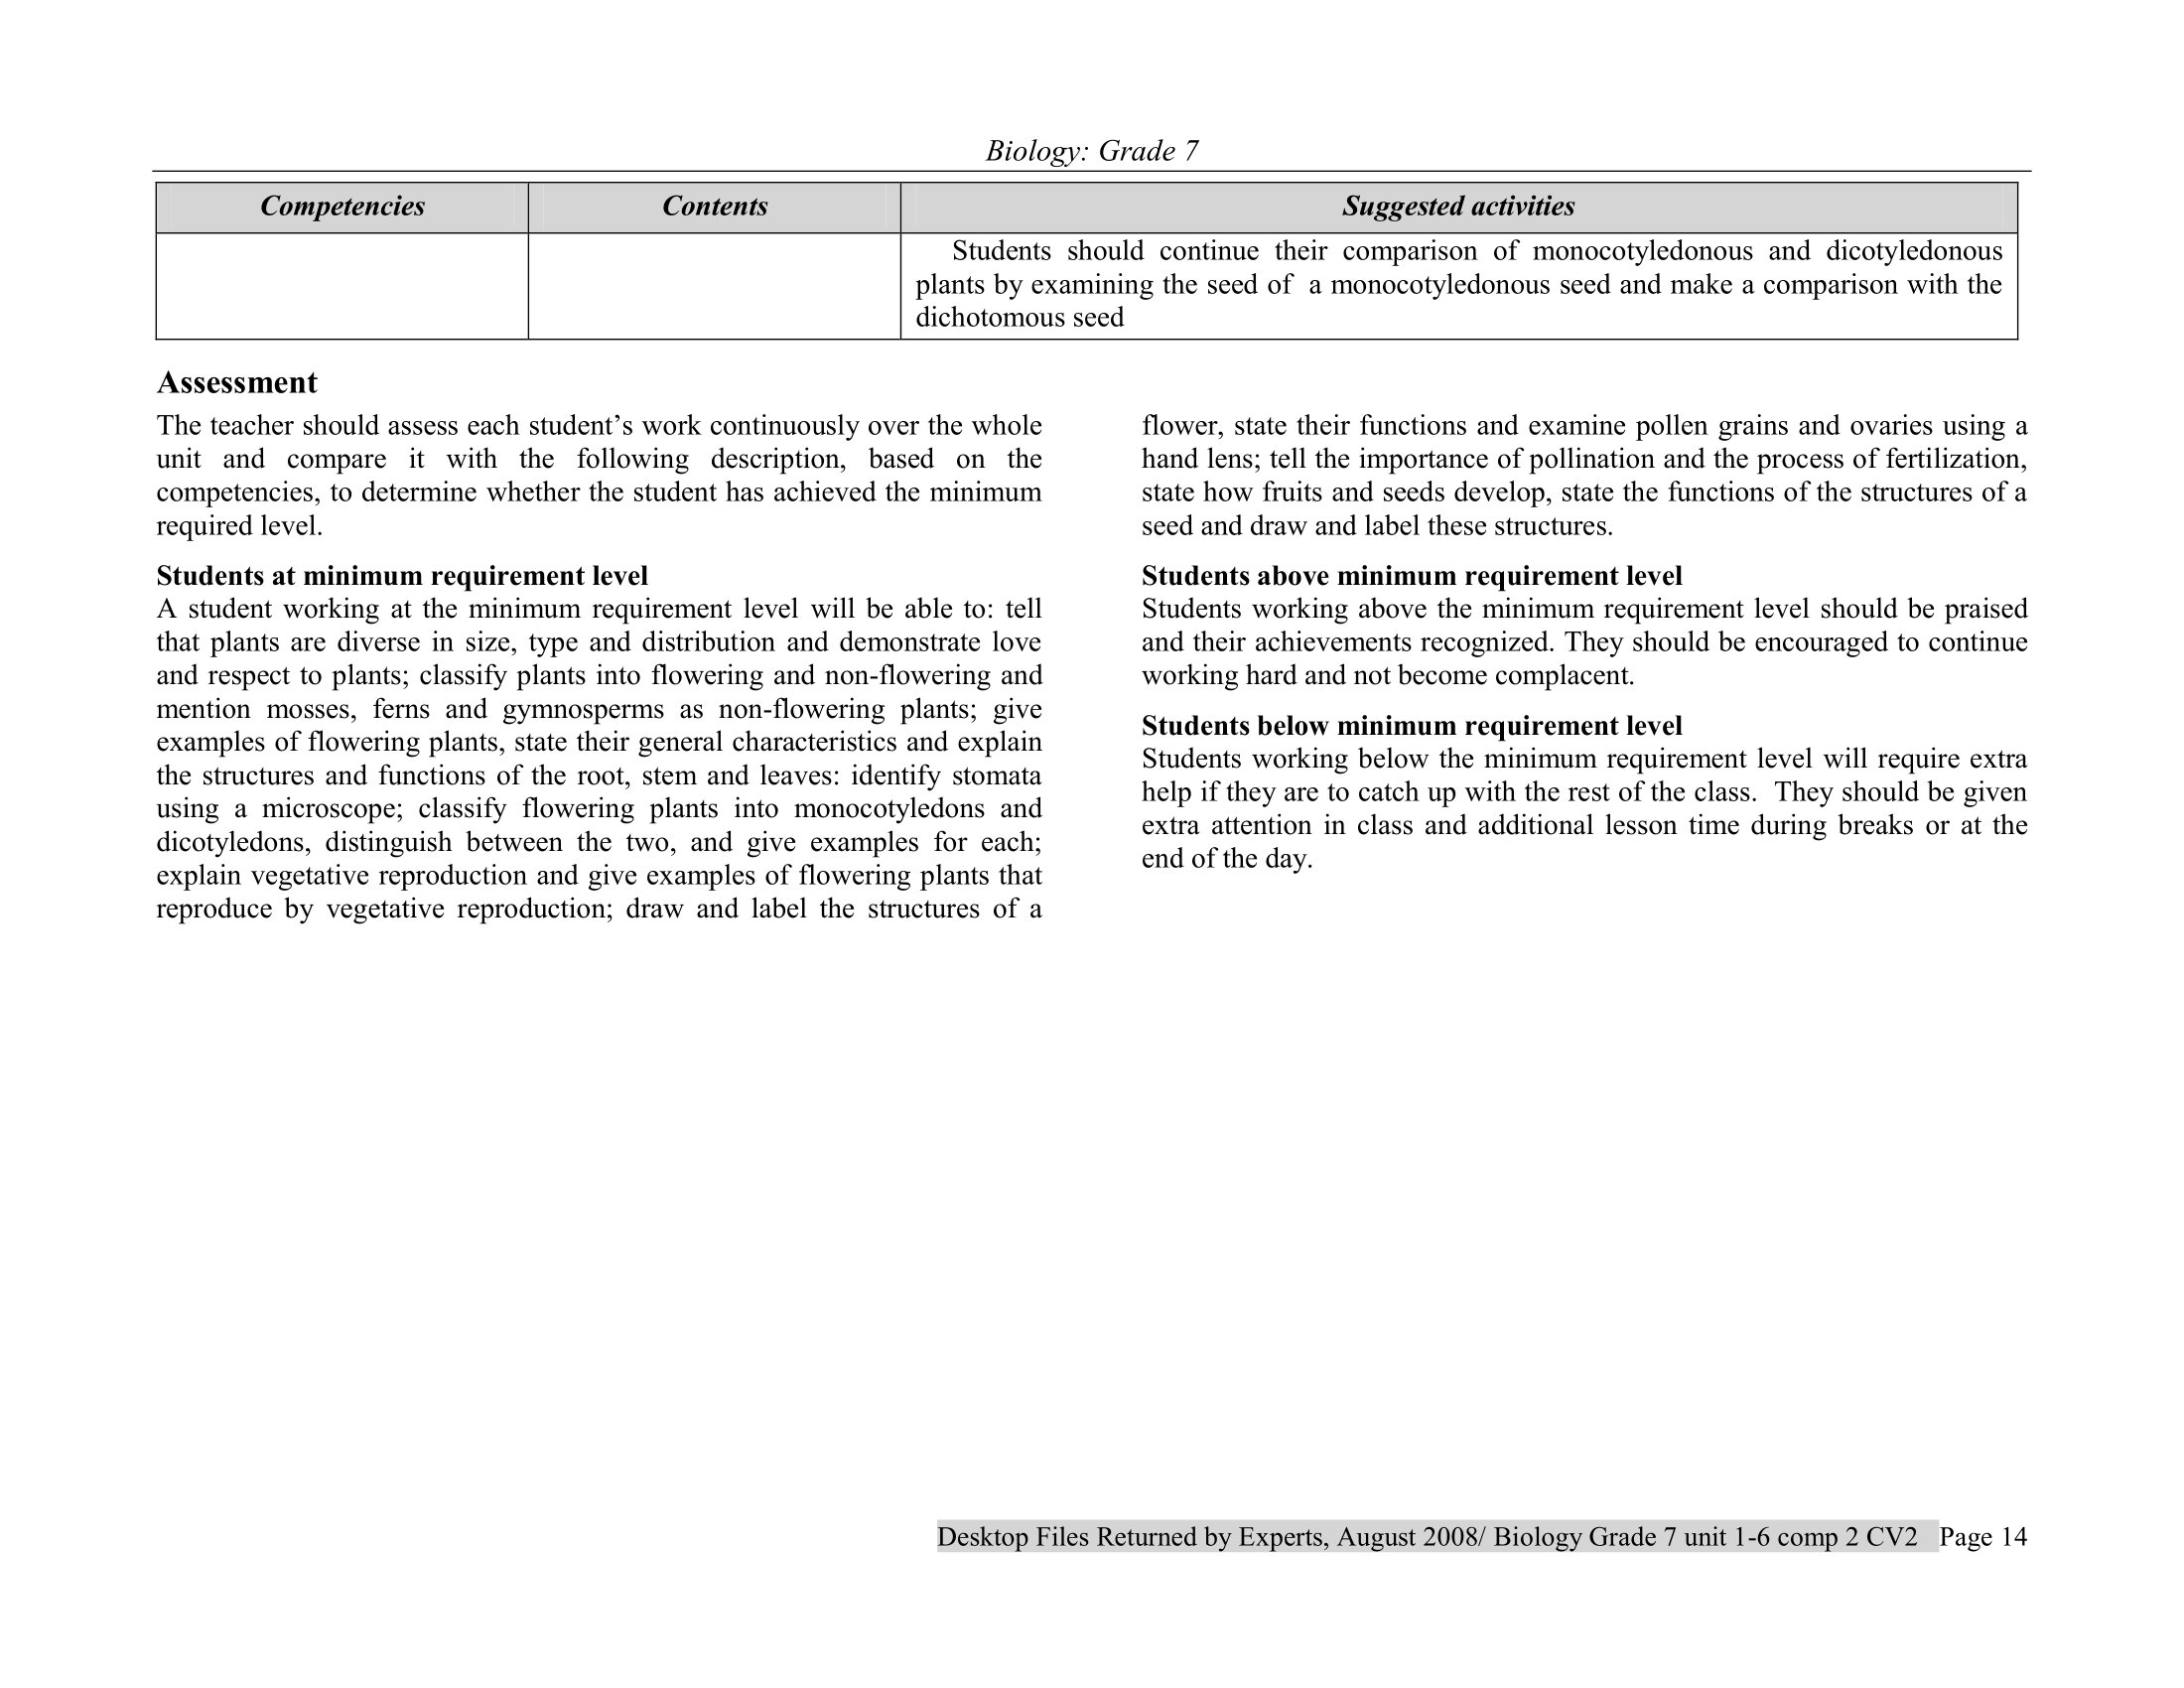 Biology: Grade 7
Competencies
Contents
Suggested activities
Students should continue their comparison of monocotyledonous and dicotyledonous
plants by examining the seed of a monocotyledonous seed and make a comparison with the
dichotomous seed
Assessment
The teacher should assess each student’s work continuously over the whole
unit and compare it with the following description, based on the
competencies, to determine whether the student has achieved the minimum
required level.
Students at minimum requirement level
A student working at the minimum requirement level will be able to: tell
that plants are diverse in size, type and distribution and demonstrate love
and respect to plants; classify plants into flowering and non-flowering and
mention mosses, ferns and gymnosperms as non-flowering plants; give
examples of flowering plants, state their general characteristics and explain
the structures and functions of the root, stem and leaves: identify stomata
using a microscope; classify flowering plants into monocotyledons and
dicotyledons, distinguish between the two, and give examples for each;
explain vegetative reproduction and give examples of flowering plants that
reproduce by vegetative reproduction; draw and label the structures of a
flower, state their functions and examine pollen grains and ovaries using a
hand lens; tell the importance of pollination and the process of fertilization,
state how fruits and seeds develop, state the functions of the structures of a
seed and draw and label these structures.
Students above minimum requirement level
Students working above the minimum requirement level should be praised
and their achievements recognized. They should be encouraged to continue
working hard and not become complacent.
Students below minimum requirement level
Students working below the minimum requirement level will require extra
help if they are to catch up with the rest of the class. They should be given
extra attention in class and additional lesson time during breaks or at the
end of the day.
Desktop Files Returned by Experts, August 2008/ Biology Grade 7 unit 1-6 comp 2 CV2 Page 14